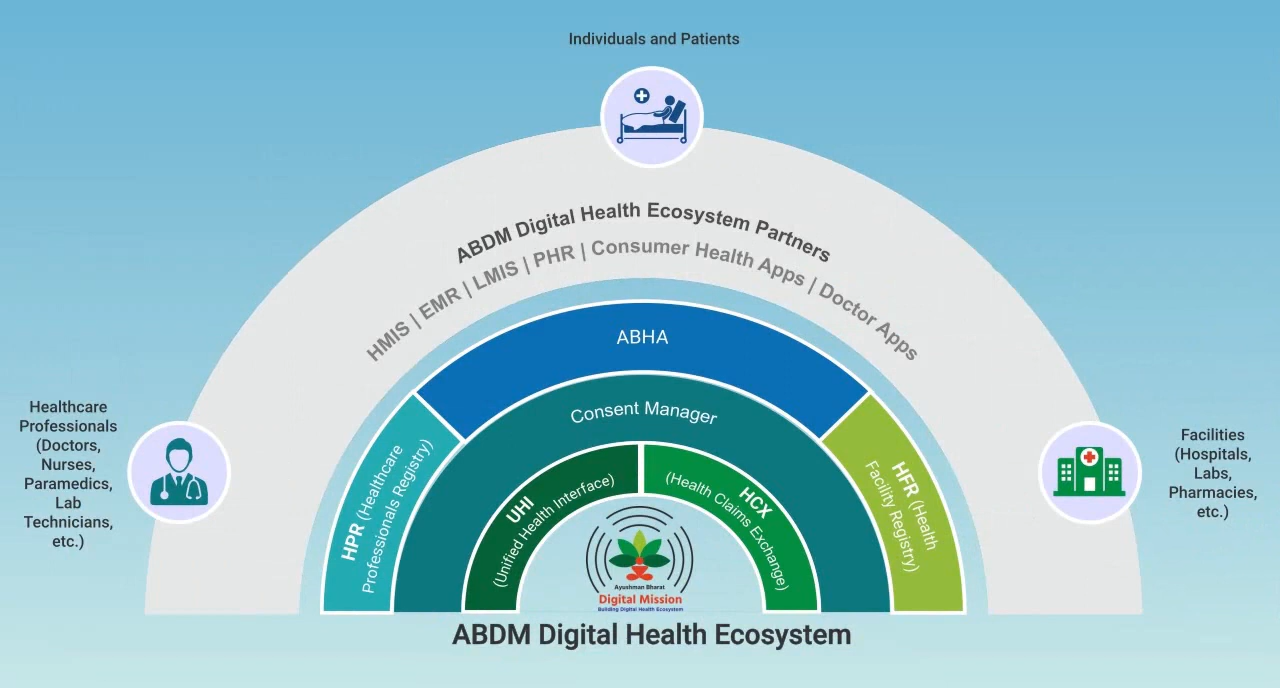 Individuals and Patients
ABDM Digital Health Ecosystem Partners
HMIS | EMR | LMIS | PHR | Consumer Health Apps | Doctor Apps
ABHA
Consent Manager
HPR (Healthcare
Professionals Registry)
HFR (Health
Facility Registry)
UHI
(Unified Health Interface)
HCX
(Health Claims Exchange)
Healthcare
Professionals
(Doctors,
Nurses,
Paramedics,
Lab
Technicians,
etc.)
Facilities
(Hospitals,
Labs,
Pharmacies,
etc.)
Ayushman Bharat
Digital Mission
Building Digital Health Ecosystem
ABDM Digital Health Ecosystem